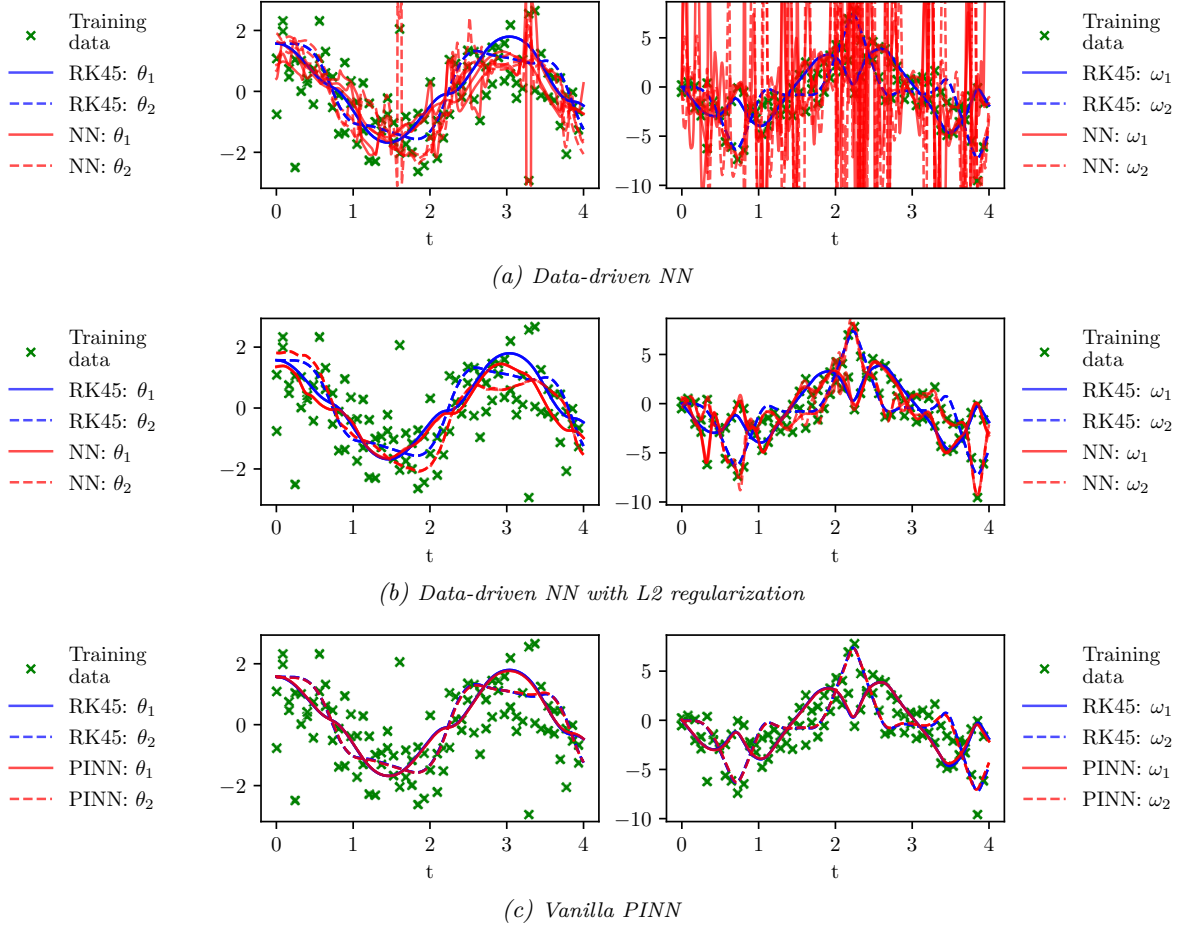 Training
data
RK45: θ₁
RK45: θ₂
NN: θ₁
NN: θ₂
2
0
−2
0 1 2 3 4
t
5
0
−5
−10
0 1 2 3 4
t
Training
data
RK45: ω₁
RK45: ω₂
NN: ω₁
NN: ω₂
(a) Data-driven NN
Training
data
RK45: θ₁
RK45: θ₂
NN: θ₁
NN: θ₂
2
0
−2
0 1 2 3 4
t
5
0
−5
−10
0 1 2 3 4
t
Training
data
RK45: ω₁
RK45: ω₂
NN: ω₁
NN: ω₂
(b) Data-driven NN with L2 regularization
Training
data
RK45: θ₁
RK45: θ₂
PINN: θ₁
PINN: θ₂
2
0
−2
0 1 2 3 4
t
5
0
−5
−10
0 1 2 3 4
t
Training
data
RK45: ω₁
RK45: ω₂
PINN: ω₁
PINN: ω₂
(c) Vanilla PINN